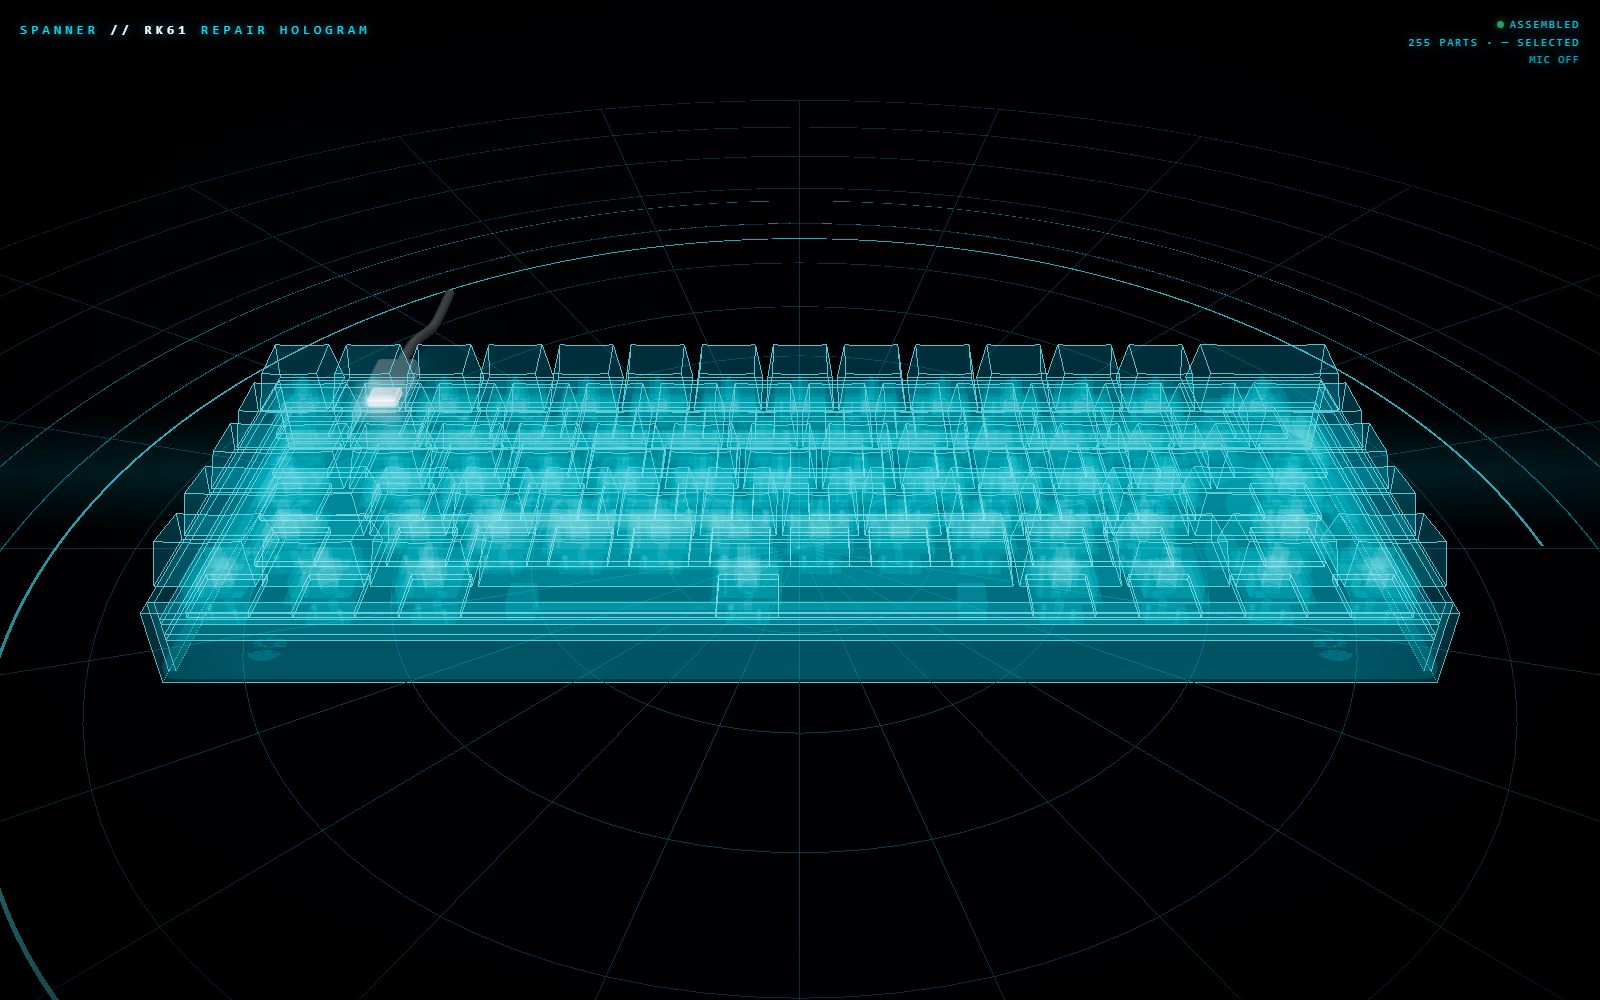 SPANNER // RK61 REPAIR HOLOGRAM
ASSEMBLED
255 PARTS · — SELECTED
MIC OFF